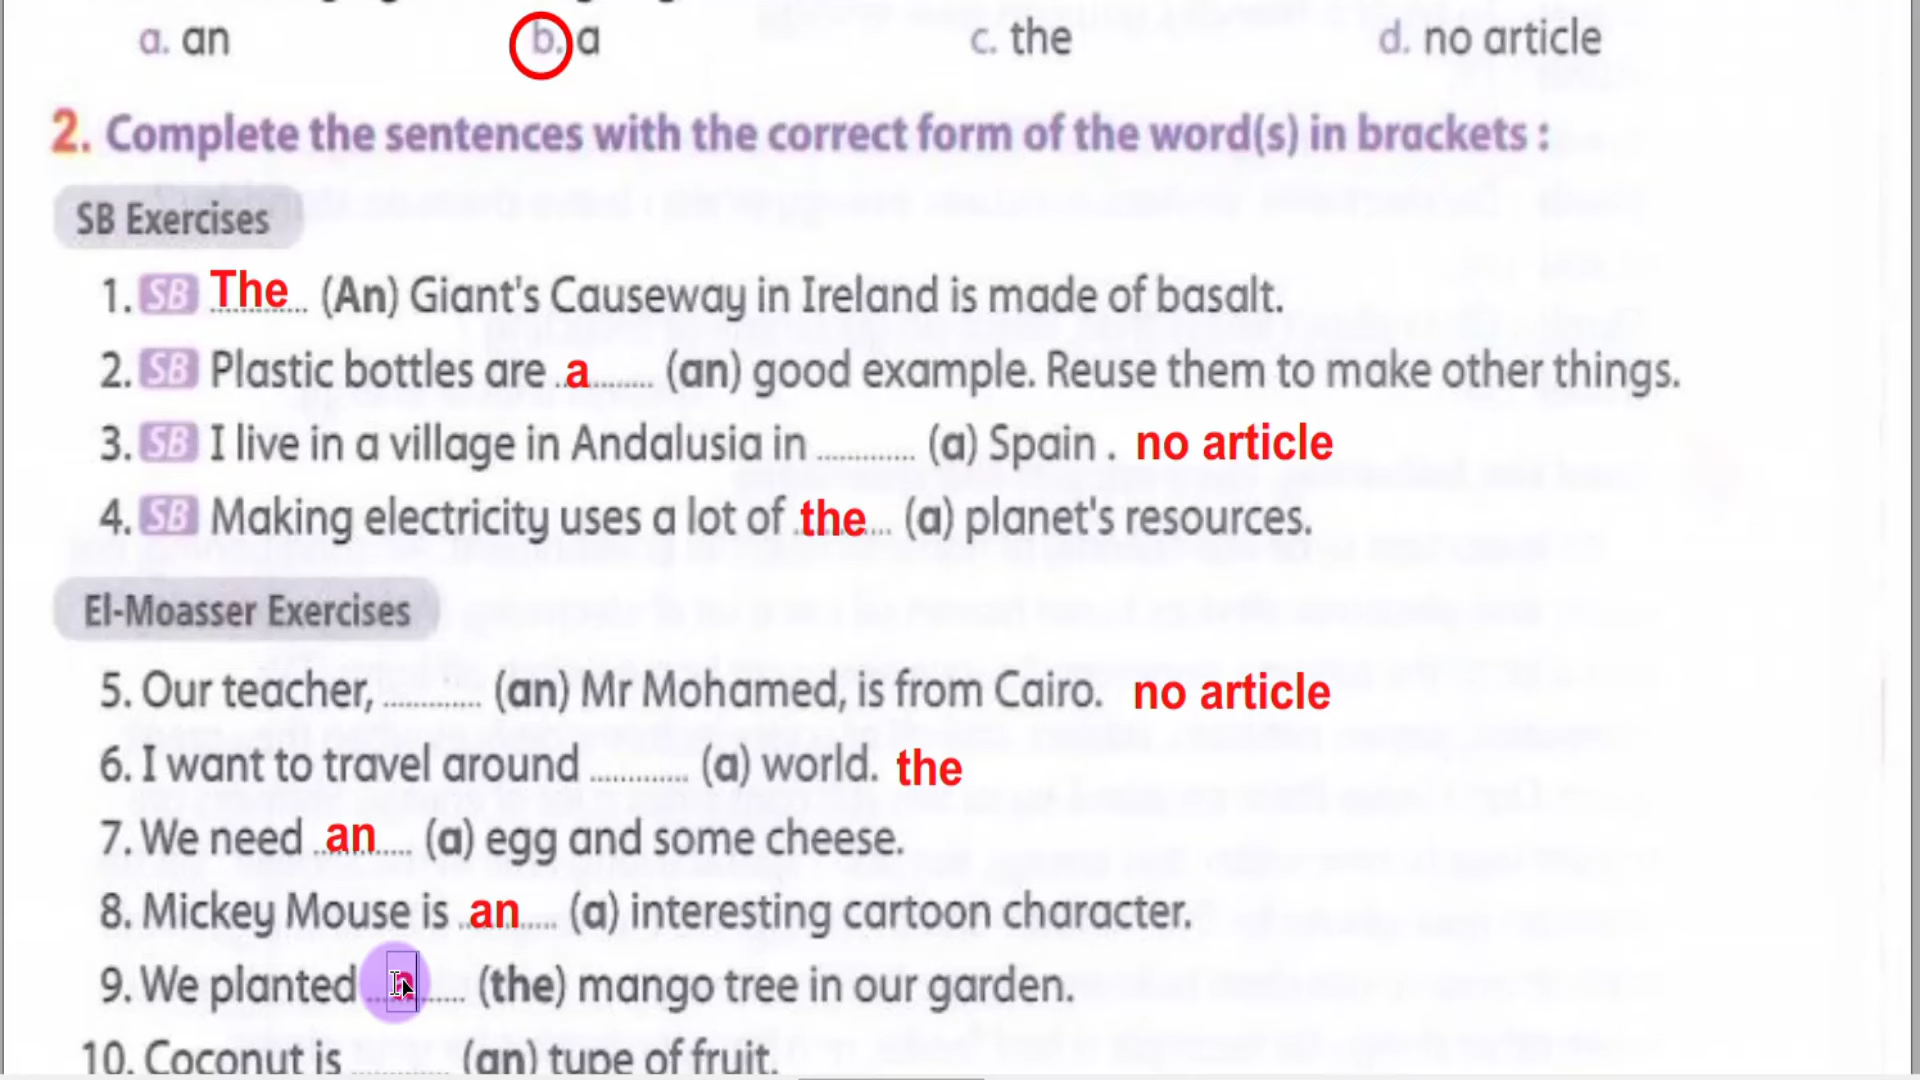 a. an b. a c. the d. no article
2. Complete the sentences with the correct form of the word(s) in brackets :
SB Exercises
1. SB The (An) Giant's Causeway in Ireland is made of basalt.
2. SB Plastic bottles are a (an) good example. Reuse them to make other things.
3. SB I live in a village in Andalusia in ............ (a) Spain . no article
4. SB Making electricity uses a lot of the (a) planet's resources.
El-Moasser Exercises
5. Our teacher, ............ (an) Mr Mohamed, is from Cairo. no article
6. I want to travel around ............ (a) world. the
7. We need an (a) egg and some cheese.
8. Mickey Mouse is an (a) interesting cartoon character.
9. We planted a (the) mango tree in our garden.
10. Coconut is ............ (an) type of fruit.